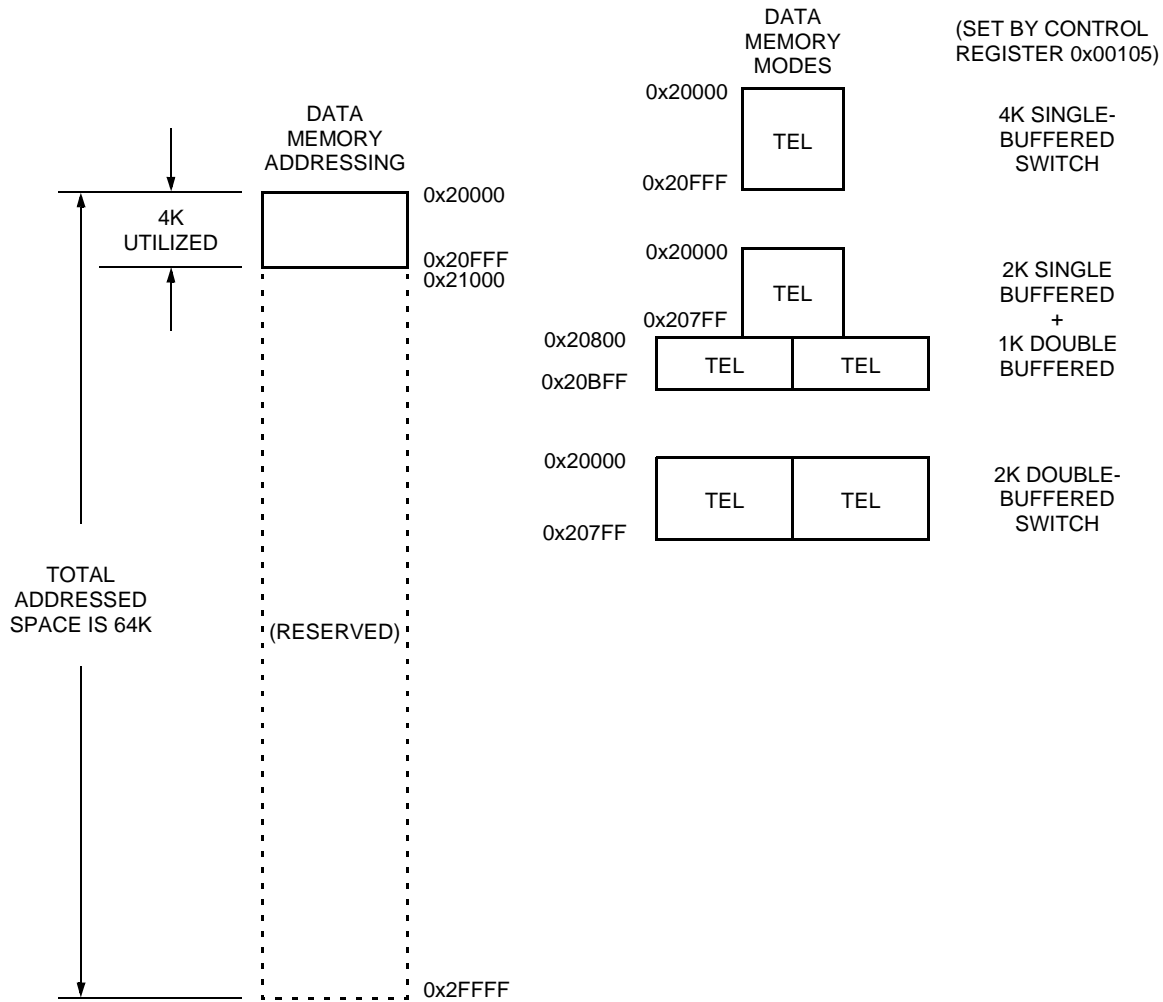 DATA
MEMORY
ADDRESSING
0x20000
4K
UTILIZED
0x20FFF
0x21000
TOTAL
ADDRESSED
SPACE IS 64K
(RESERVED)
0x2FFFF
DATA
MEMORY
MODES
(SET BY CONTROL
REGISTER 0x00105)
0x20000
TEL
0x20FFF
4K SINGLE-
BUFFERED
SWITCH
0x20000
TEL
0x207FF
0x20800
TEL TEL
0x20BFF
2K SINGLE
BUFFERED
+
1K DOUBLE
BUFFERED
0x20000
TEL TEL
0x207FF
2K DOUBLE-
BUFFERED
SWITCH